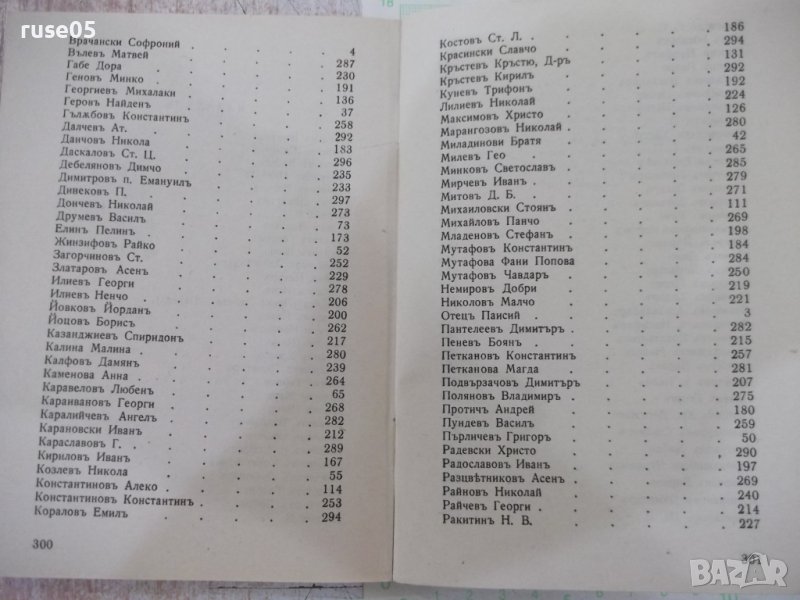 Врачански Софроний . . . . . 4
Вълевъ Матвей . . . . . 287
Габе Дора . . . . . 230
Геновъ Минко . . . . . 191
Георгиевъ Михалаки . . . . . 136
Геровъ Найденъ . . . . . 37
Гълѫбовъ Константинъ . . . . . 258
Далчевъ Ат. . . . . . 292
Данчовъ Никола . . . . . 183
Даскаловъ Ст. Ц. . . . . . 296
Дебеляновъ Димчо . . . . . 235
Димитровъ п. Емануилъ . . . . . 233
Динековъ П. . . . . . 297
Дончевъ Николай . . . . . 273
Друмевъ Василъ . . . . . 73
Елинъ Пелинъ . . . . . 173
Жинзифовъ Райко . . . . . 52
Загорчиновъ Ст. . . . . . 252
Златаровъ Асенъ . . . . . 229
Илиевъ Георги . . . . . 278
Илиевъ Ненчо . . . . . 206
Йовковъ Йорданъ . . . . . 200
Йоцовъ Борисъ . . . . . 262
Казанджиевъ Спиридонъ . . . . . 217
Калина Малина . . . . . 280
Калфовъ Дамянъ . . . . . 239
Каменова Анна . . . . . 264
Каравеловъ Любенъ . . . . . 65
Караивановъ Георги . . . . . 268
Каралийчевъ Ангелъ . . . . . 282
Карановски Иванъ . . . . . 212
Караславовъ Г. . . . . . 289
Кириловъ Иванъ . . . . . 167
Козлевъ Никола . . . . . 55
Константиновъ Алеко . . . . . 114
Константиновъ Константинъ . . . . . 253
Кораловъ Емилъ . . . . . 294
300
Костовъ Ст. Л. . . . . . 186
Красински Славчо . . . . . 294
Кръстевъ Кръстю, Д-ръ . . . . . 131
Кръстевъ Кирилъ . . . . . 292
Куневъ Трифонъ . . . . . 192
Лилиевъ Николай . . . . . 224
Максимовъ Христо . . . . . 126
Марангозовъ Николай . . . . . 280
Миладинови Братя . . . . . 42
Милевъ Гео . . . . . 265
Минковъ Светославъ . . . . . 285
Мирчевъ Иванъ . . . . . 279
Митовъ Д. Б. . . . . . 271
Михаиловски Стоянъ . . . . . 111
Михайловъ Панчо . . . . . 269
Младеновъ Стефанъ . . . . . 198
Мутафовъ Константинъ . . . . . 184
Мутафова Фани Попова . . . . . 284
Мутафовъ Чавдаръ . . . . . 250
Немировъ Добри . . . . . 219
Николовъ Малчо . . . . . 221
Отецъ Паисий . . . . . 3
Пантелеевъ Димитъръ . . . . . 282
Пеневъ Боянъ . . . . . 215
Петкановъ Константинъ . . . . . 257
Петканова Магда . . . . . 281
Подвързачовъ Димитъръ . . . . . 207
Поляновъ Владимиръ . . . . . 275
Протичъ Андрей . . . . . 180
Пундевъ Василъ . . . . . 259
Пърличевъ Григоръ . . . . . 50
Радевски Христо . . . . . 290
Радославовъ Иванъ . . . . . 197
Разцвѣтниковъ Асенъ . . . . . 269
Райновъ Николай . . . . . 240
Райчевъ Георги . . . . . 214
Ракитинъ Н. В. . . . . . 227
ruse05
BAZAR